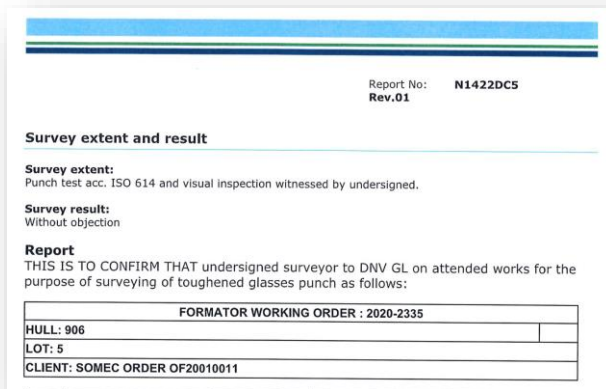 Report No: N1422DC5
Rev.01
Survey extent and result
Survey extent:
Punch test acc. ISO 614 and visual inspection witnessed by undersigned.
Survey result:
Without objection
Report
THIS IS TO CONFIRM THAT undersigned surveyor to DNV GL on attended works for the
purpose of surveying of toughened glasses punch as follows:
FORMATOR WORKING ORDER : 2020-2335
HULL: 906
LOT: 5
CLIENT: SOMEC ORDER OF20010011